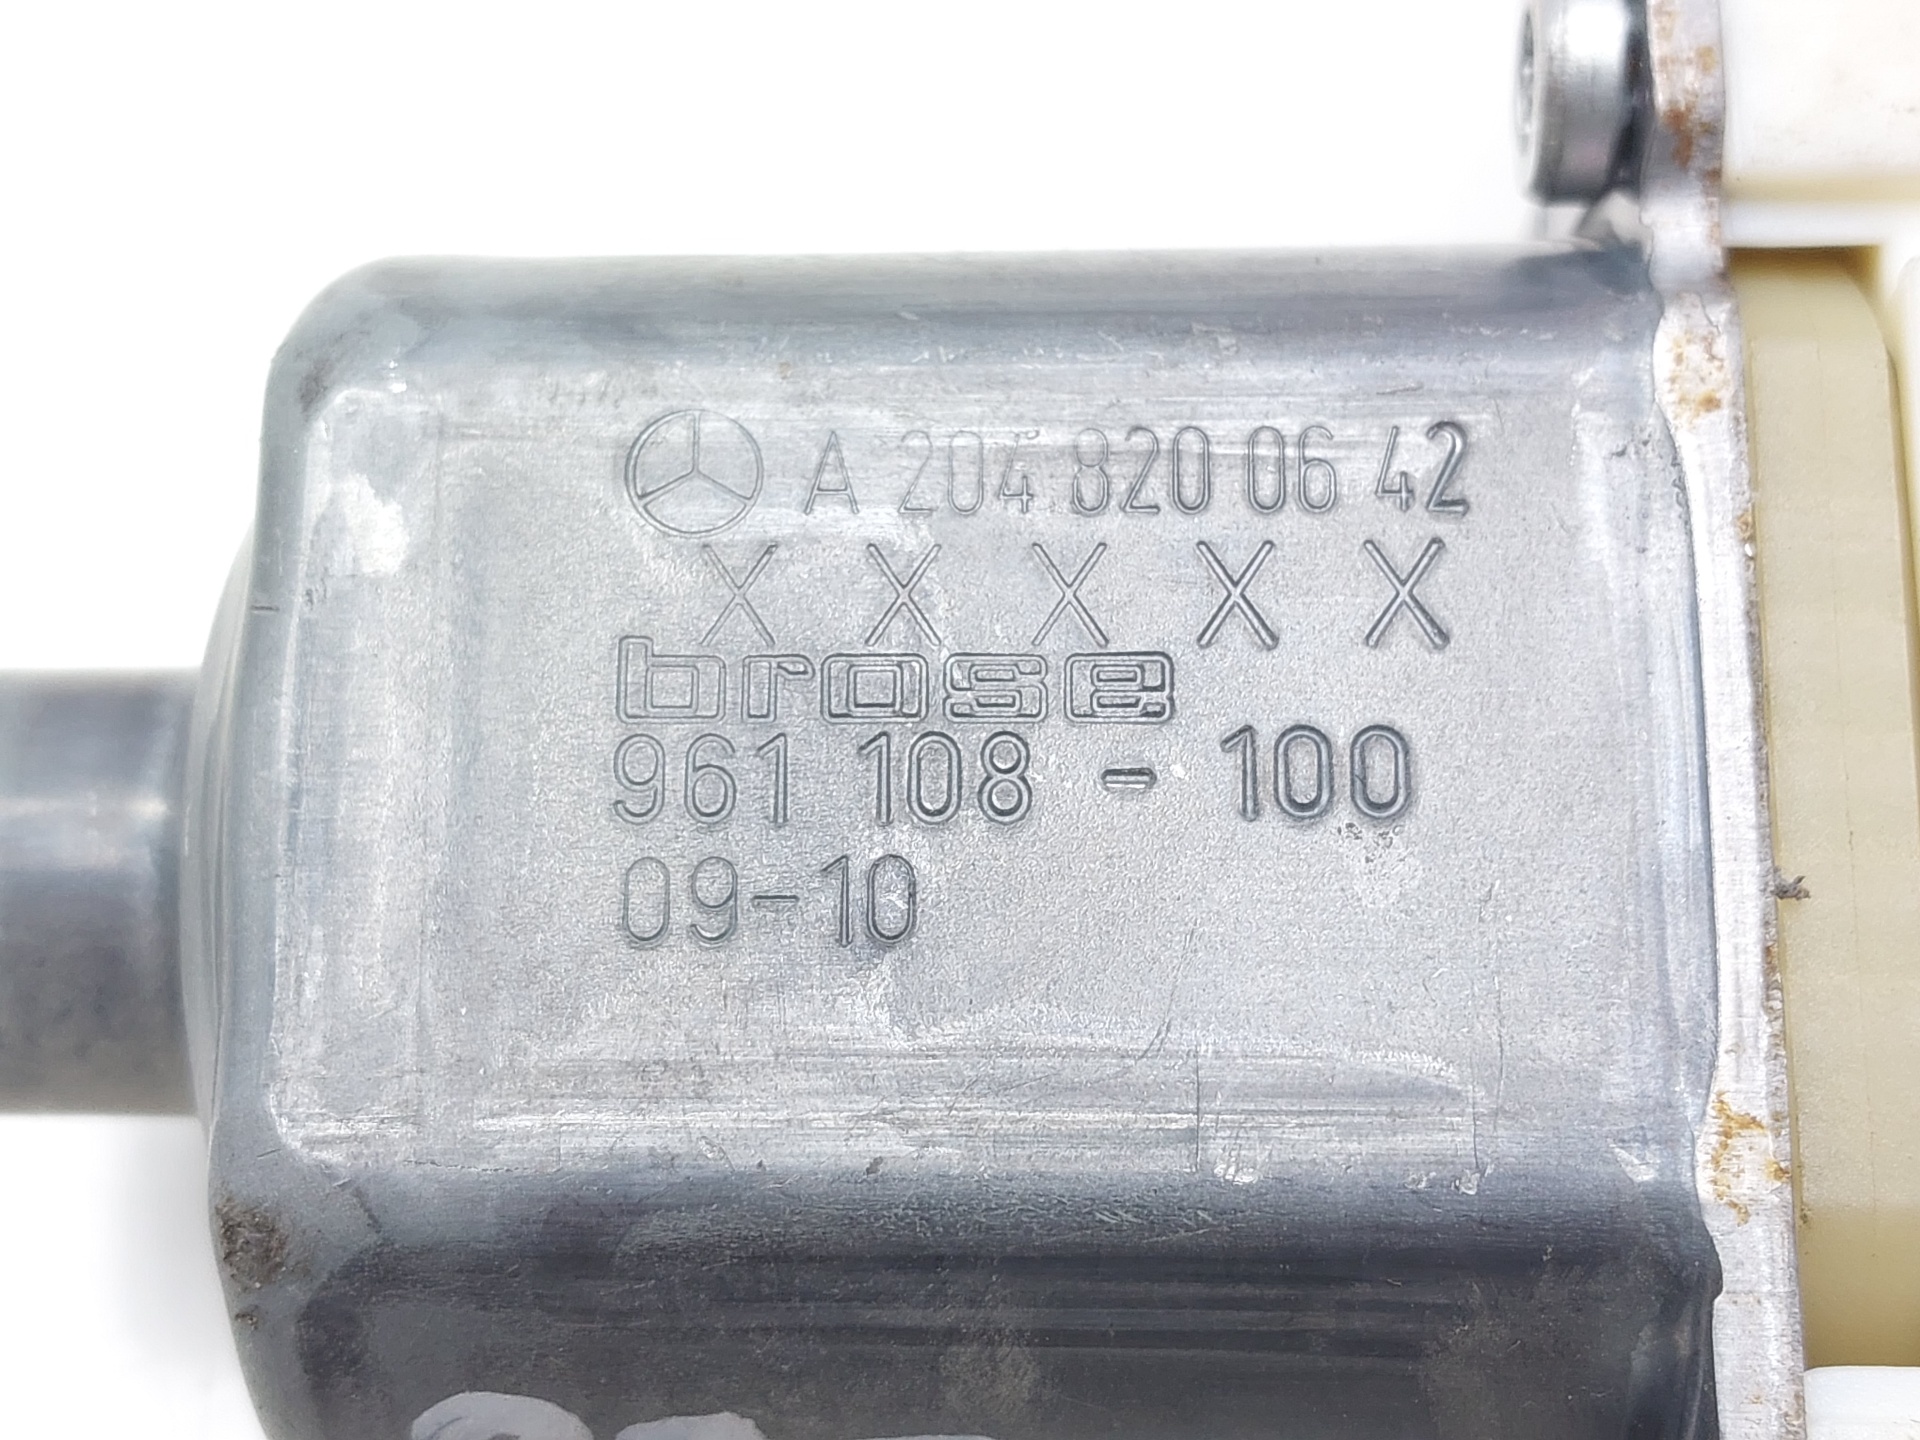 A 204 820 06 42
X X X X X
brose
961 108 - 100
09-10